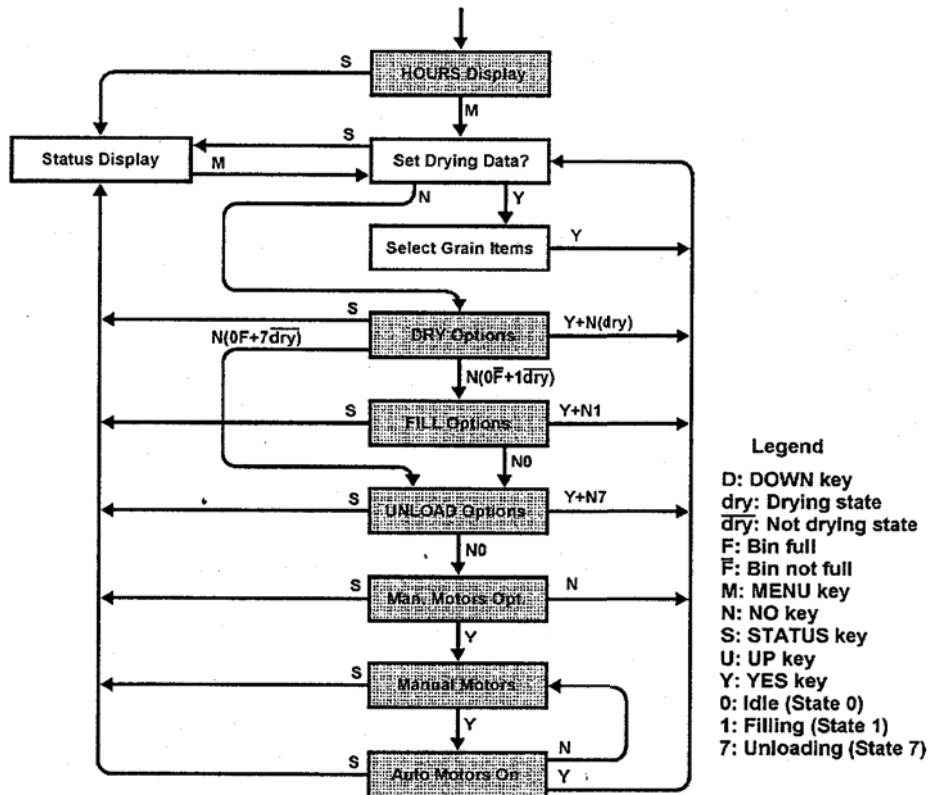 HOURS Display
S
M
Status Display
S
M
Set Drying Data?
N
Y
Select Grain Items
Y
S
DRY Options
Y+N(dry)
N(0F+7d̅r̅y̅)
N(0F̅+1d̅r̅y̅)
S
FILL Options
Y+N1
N0
S
UNLOAD Options
Y+N7
N0
S
Man. Motors Opt.
N
Y
S
Manual Motors
Y
N
S
Auto Motors On
Y
Legend
D: DOWN key
dry: Drying state
d̅r̅y̅: Not drying state
F: Bin full
F̅: Bin not full
M: MENU key
N: NO key
S: STATUS key
U: UP key
Y: YES key
0: Idle (State 0)
1: Filling (State 1)
7: Unloading (State 7)